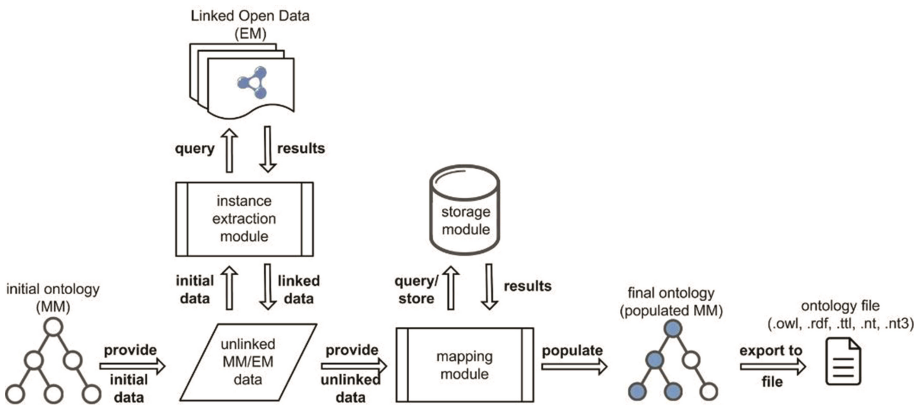 Linked Open Data
(EM)
query
results
instance
extraction
module
storage
module
initial
data
linked
data
query/
store
results
initial ontology
(MM)
final ontology
(populated MM)
ontology file
(.owl, .rdf, .ttl, .nt, .nt3)
provide
initial
data
unlinked
MM/EM
data
provide
unlinked
data
mapping
module
populate
export to
file